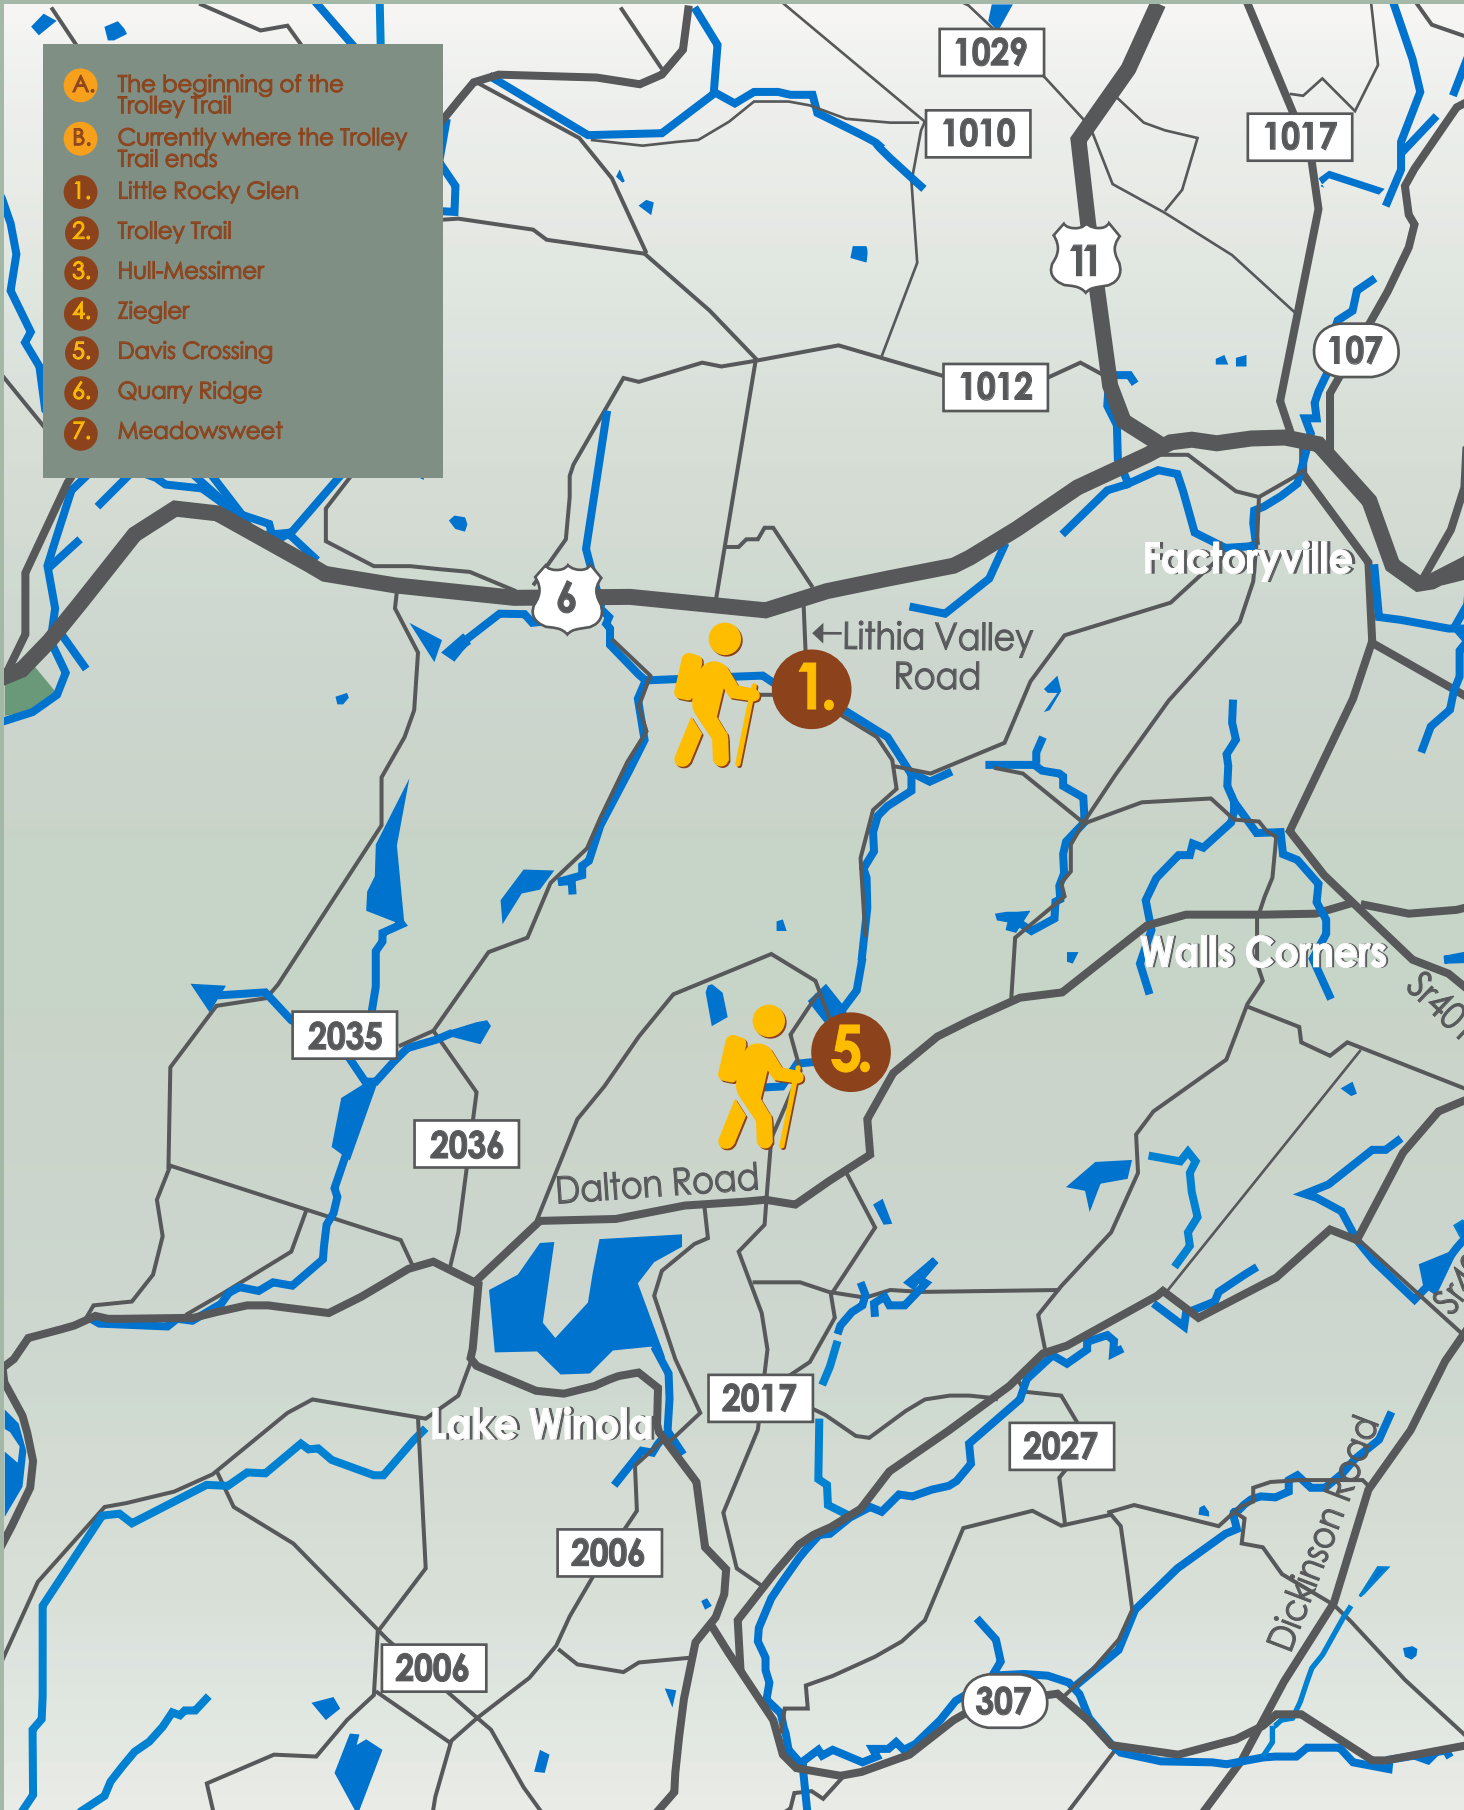 A. The beginning of the
Trolley Trail
B. Currently where the Trolley
Trail ends
1. Little Rocky Glen
2. Trolley Trail
3. Hull-Messimer
4. Ziegler
5. Davis Crossing
6. Quarry Ridge
7. Meadowsweet
1029
1010
1017
11
107
1012
Factoryville
6
Lithia Valley
Road
1.
Walls Corners
Sr401
2035
5.
2036
Dalton Road
Sr40
2017
Lake Winola
2027
Dickinson Road
2006
2006
307